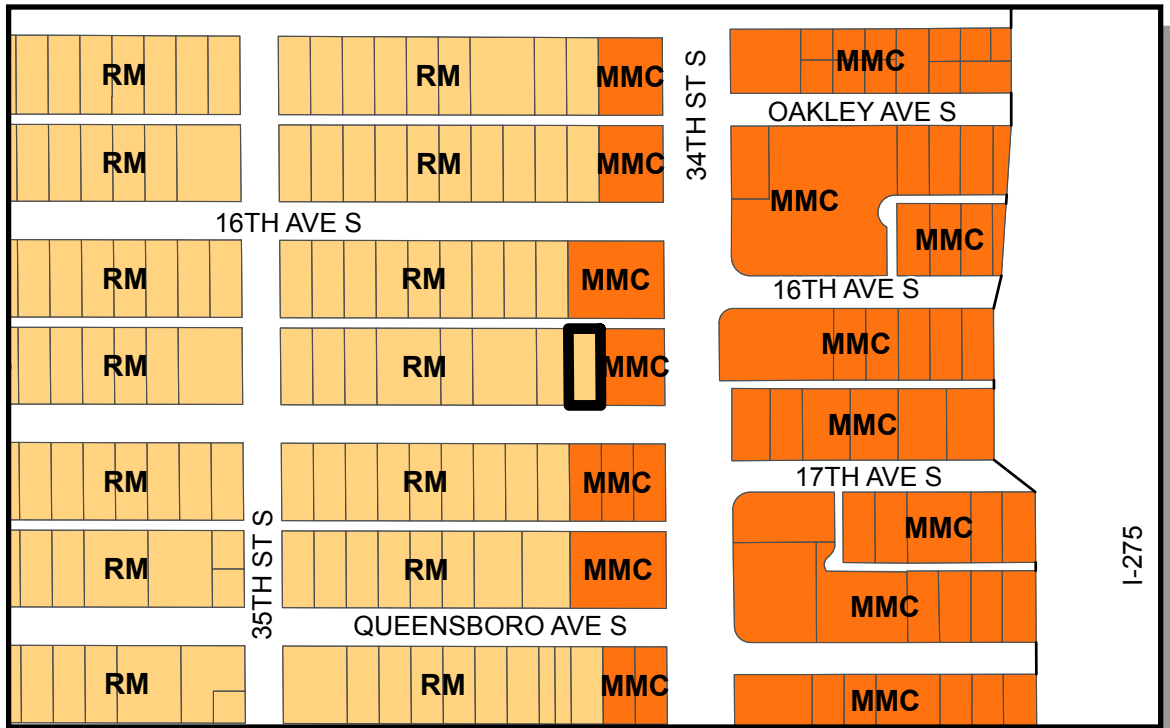 RM
RM
MMC
34TH ST S
MMC
OAKLEY AVE S
RM
RM
MMC
MMC
16TH AVE S
MMC
RM
RM
MMC
16TH AVE S
RM
RM
MMC
MMC
MMC
RM
RM
MMC
17TH AVE S
35TH ST S
MMC
I-275
RM
RM
MMC
MMC
QUEENSBORO AVE S
RM
RM
MMC
MMC